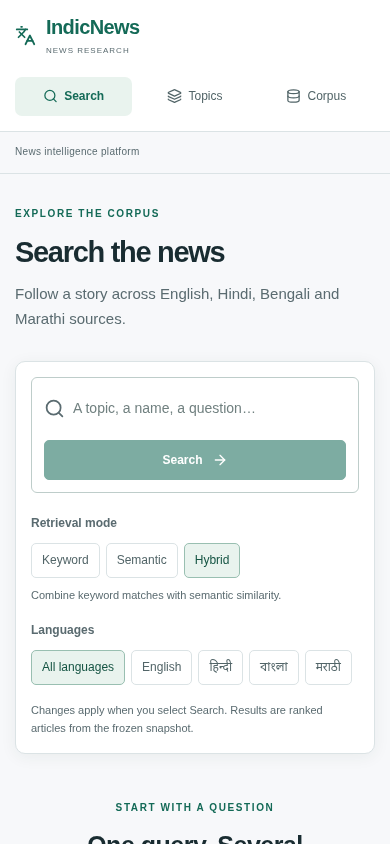 IndicNews
NEWS RESEARCH
Search
Topics
Corpus
News intelligence platform
EXPLORE THE CORPUS
Search the news
Follow a story across English, Hindi, Bengali and
Marathi sources.
A topic, a name, a question…
Search
Retrieval mode
Keyword
Semantic
Hybrid
Combine keyword matches with semantic similarity.
Languages
All languages
English
हिन्दी
বাংলা
मराठी
Changes apply when you select Search. Results are ranked
articles from the frozen snapshot.
START WITH A QUESTION
One query. Several